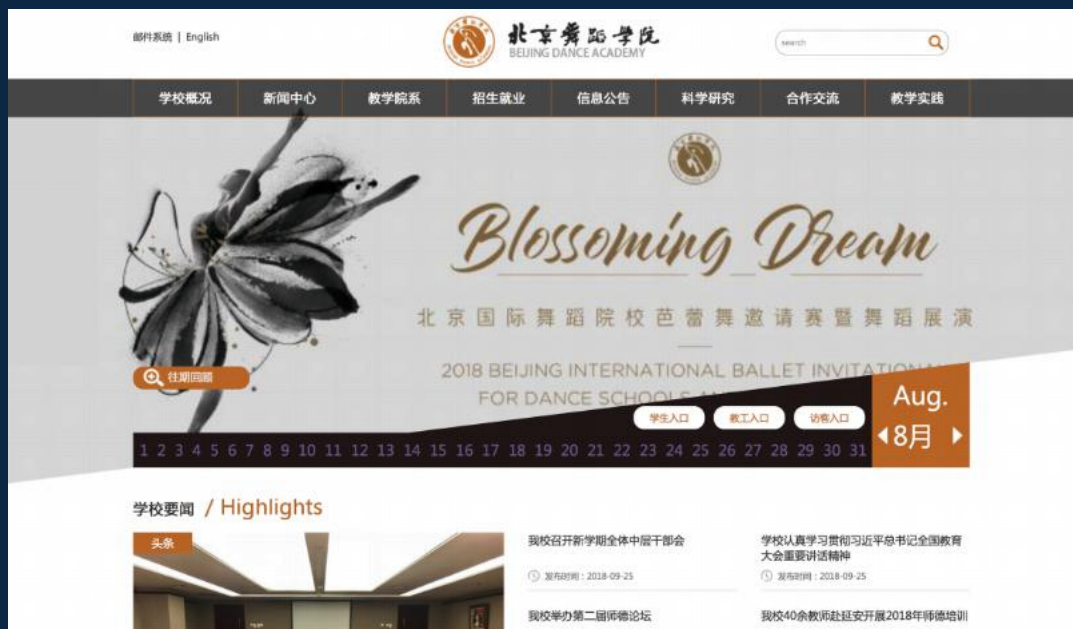 邮件系统 | English
北京舞蹈学院
BEIJING DANCE ACADEMY
search
学校概况 新闻中心 教学院系 招生就业 信息公告 科学研究 合作交流 教学实践
Blossoming Dream
北京国际舞蹈院校芭蕾舞邀请赛暨舞蹈展演
2018 BEIJING INTERNATIONAL BALLET
FOR DANCE
往期回顾
学生入口 教工入口 访客入口
Aug.
8月
1 2 3 4 5 6 7 8 9 10 11 12 13 14 15 16 17 18 19 20 21 22 23 24 25 26 27 28 29 30 31
学校要闻 / Highlights
头条
我校召开新学期全体中层干部会
发布时间：2018-09-25
学校认真学习贯彻习近平总书记全国教育
大会重要讲话精神
发布时间：2018-09-25
我校举办第二届师德论坛
我校40余教师赴延安开展2018年师德培训